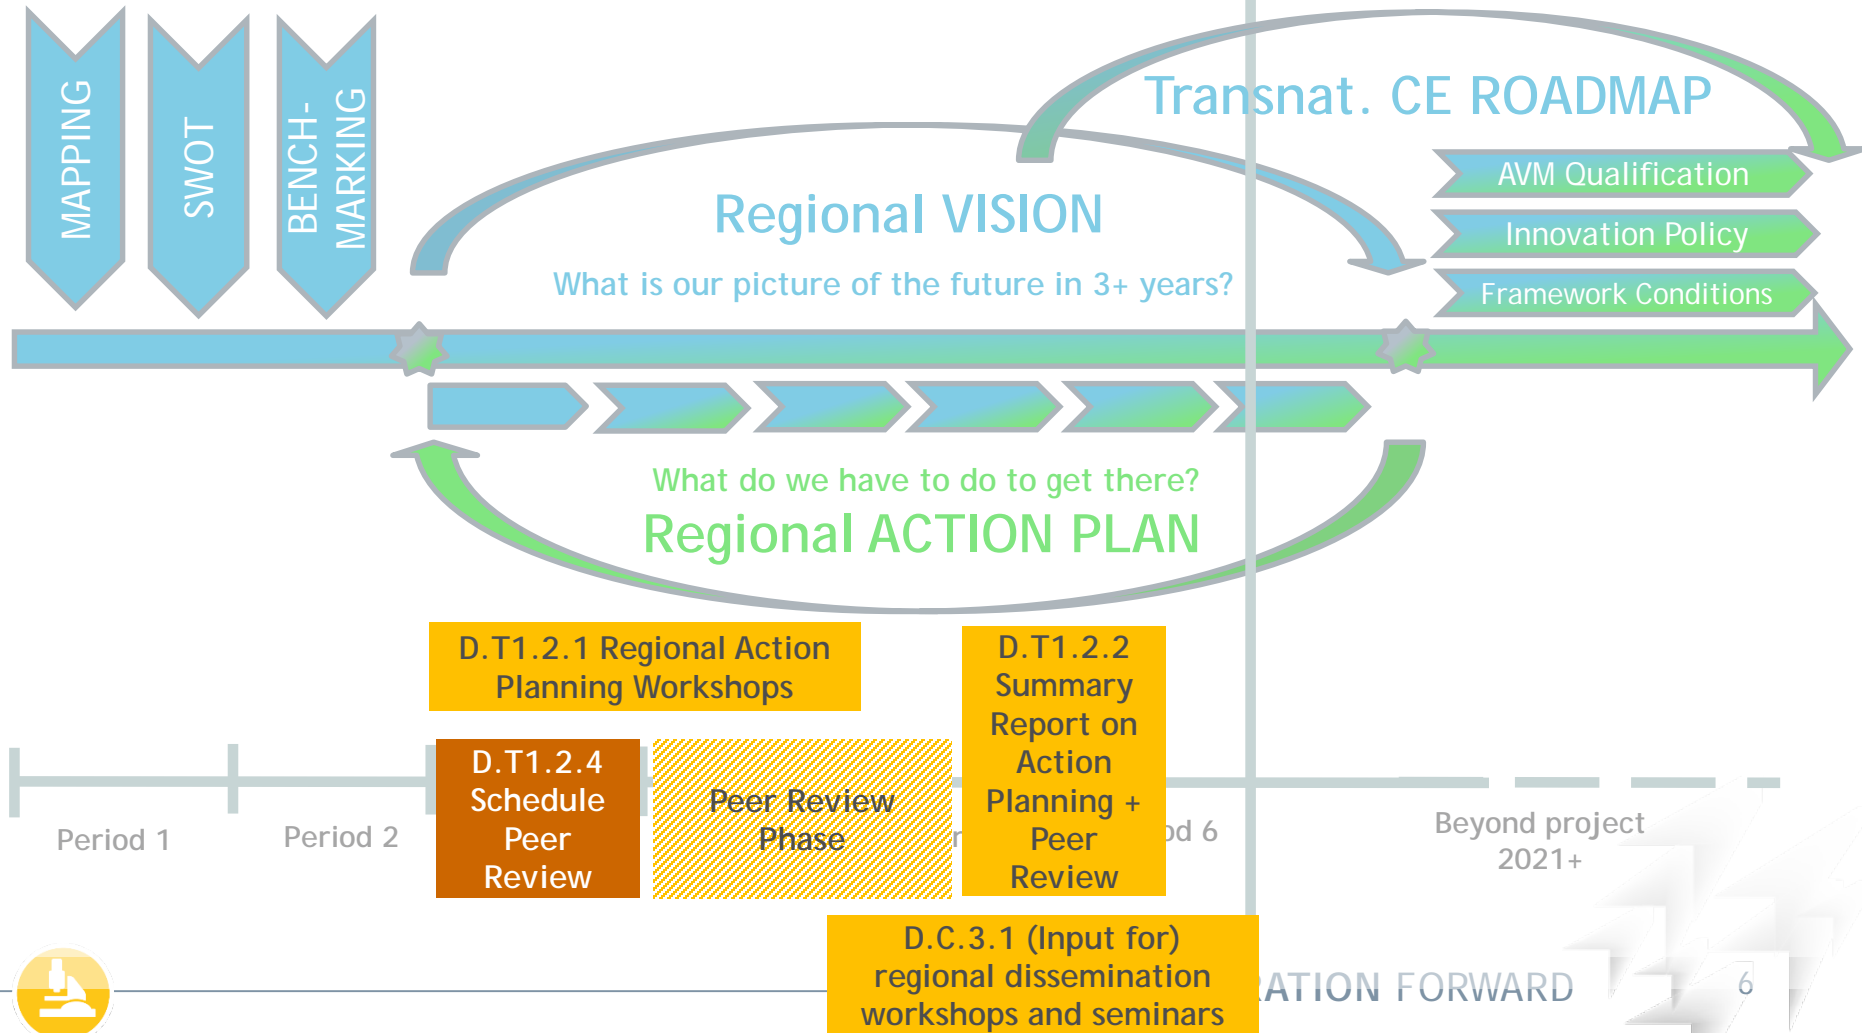 MAPPING
SWOT
BENCH-
MARKING
Transnat. CE ROADMAP
AVM Qualification
Innovation Policy
Framework Conditions
Regional VISION
What is our picture of the future in 3+ years?
What do we have to do to get there?
Regional ACTION PLAN
D.T1.2.1 Regional Action
Planning Workshops
D.T1.2.2
Summary
Report on
Action
Planning +
Peer
Review
D.T1.2.4
Schedule
Peer
Review
Peer Review
Phase
Period 1
Period 2
od 6
Beyond project
2021+
D.C.3.1 (Input for)
regional dissemination
workshops and seminars
RATION FORWARD
6